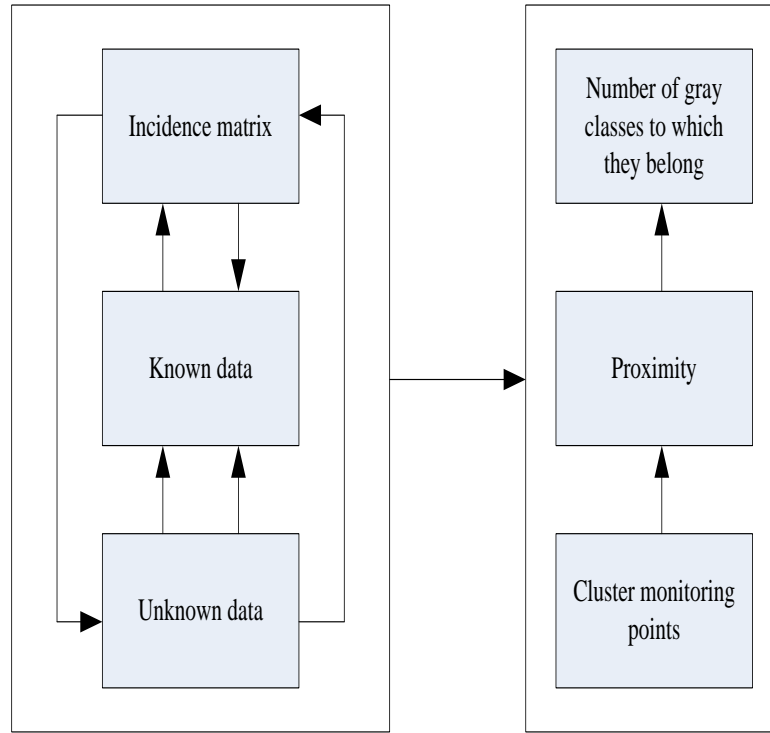 Incidence matrix
Known data
Unknown data
Number of gray
classes to which
they belong
Proximity
Cluster monitoring
points